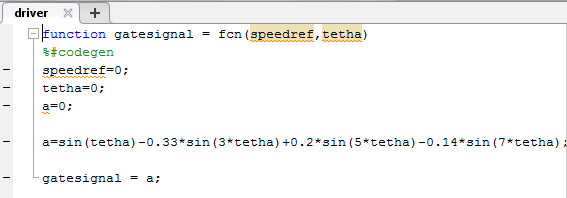 driver
function gatesignal = fcn(speedref,tetha)
%#codegen
speedref=0;
tetha=0;
a=0;
a=sin(tetha)-0.33*sin(3*tetha)+0.2*sin(5*tetha)-0.14*sin(7*tetha);
gatesignal = a;